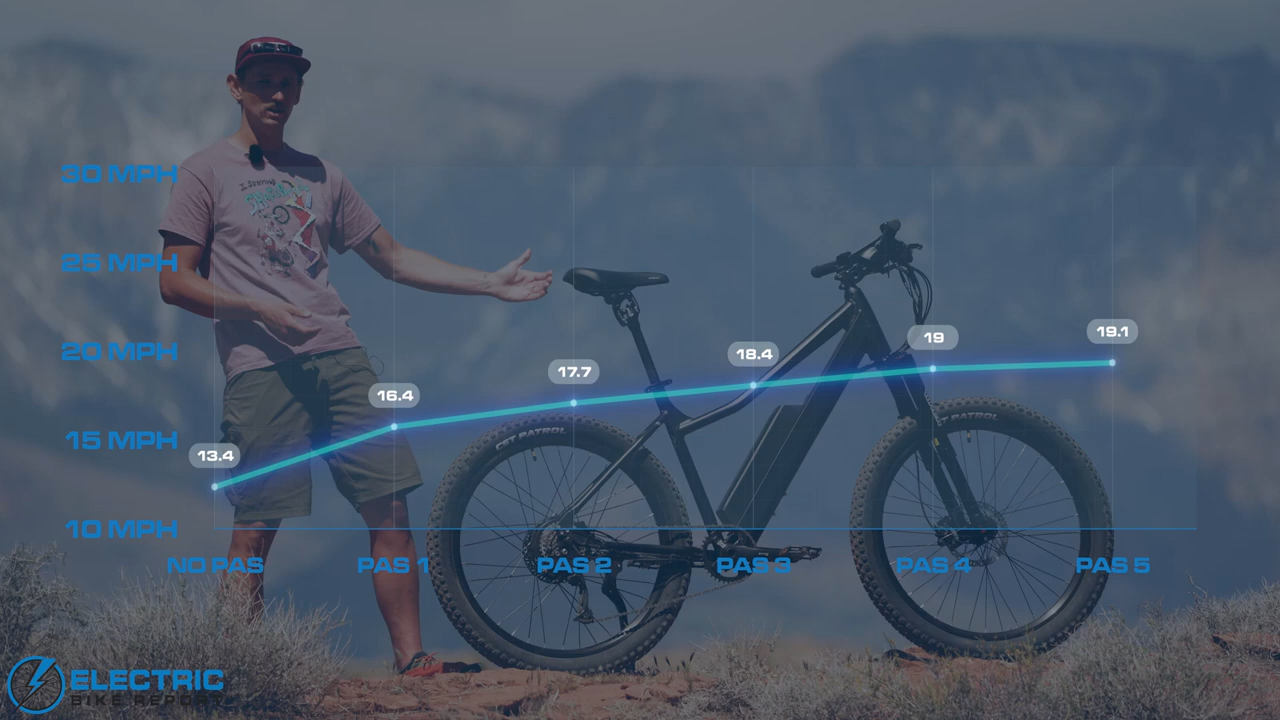 30 MPH
25 MPH
20 MPH
15 MPH
10 MPH
13.4
16.4
17.7
18.4
19
19.1
NO PAS
PAS 1
PAS 2
PAS 3
PAS 4
PAS 5
CST PATROL
PATROL
ELECTRIC
BIKE REPORT